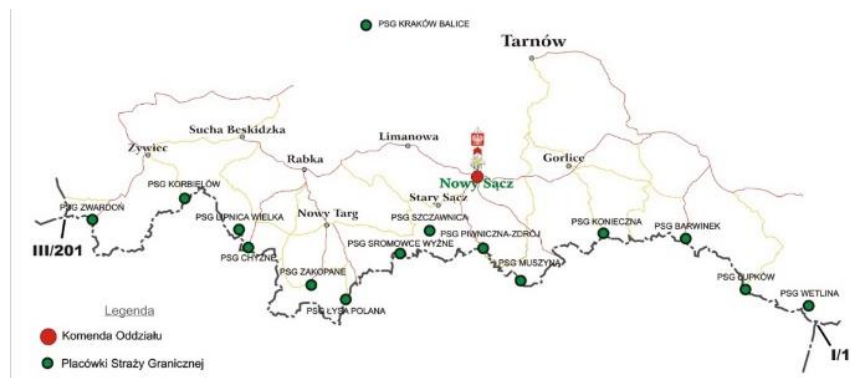 PSG KRAKÓW BALICE
Tarnów
Sucha Beskidzka
Limanowa
Żywiec
Rabka
Gorlice
Nowy Sącz
PSG KORBIELÓW
Stary Sącz
PSG ZWARDOŃ
PSG LIPNICA WIELKA
Nowy Targ
PSG SZCZAWNICA
PSG KONIECZNA
PSG BARWINEK
III/201
PSG SROMOWCE WYŻNE
PSG PIWNICZNA-ZDRÓJ
PSG CHYŻNE
PSG ZAKOPANE
PSG MUSZYNA
PSG ŁUPKÓW
PSG WETLINA
PSG ŁYSA POLANA
Legenda
Komenda Oddziału
I/1
Placówki Straży Granicznej